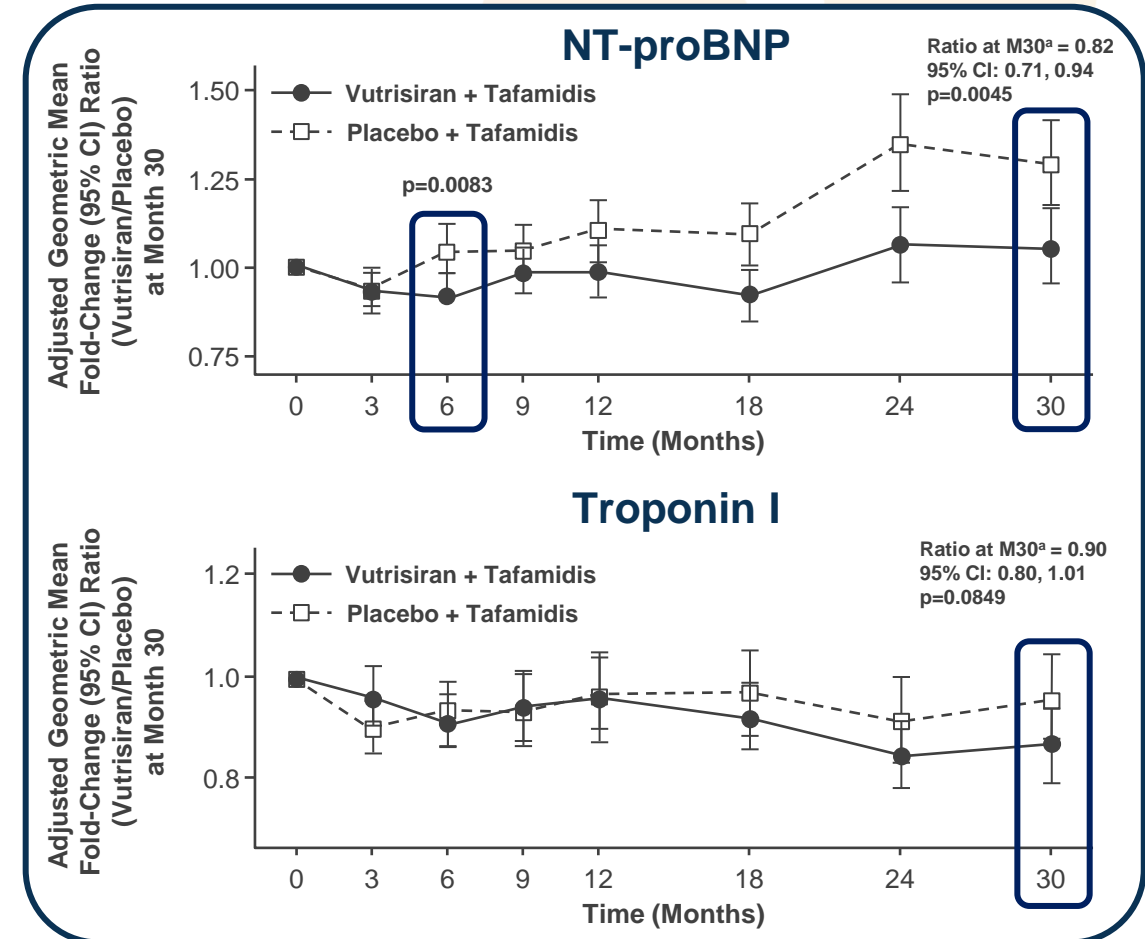 NT-proBNP
Ratio at M30ᵃ = 0.82
95% CI: 0.71, 0.94
p=0.0045
Adjusted Geometric Mean
Fold-Change (95% CI) Ratio
(Vutrisiran/Placebo)
at Month 30
Vutrisiran + Tafamidis
Placebo + Tafamidis
p=0.0083
1.50
1.25
1.00
0.75
0 3 6 9 12 18 24 30
Time (Months)
Troponin I
Ratio at M30ᵃ = 0.90
95% CI: 0.80, 1.01
p=0.0849
Adjusted Geometric Mean
Fold-Change (95% CI) Ratio
(Vutrisiran/Placebo)
at Month 30
Vutrisiran + Tafamidis
Placebo + Tafamidis
1.2
1.0
0.8
0 3 6 9 12 18 24 30
Time (Months)